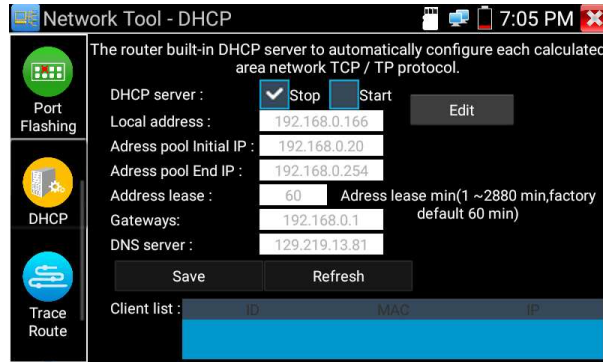 Network Tool - DHCP
7:05 PM
The router built-in DHCP server to automatically configure each calculated
area network TCP / TP protocol.
Port
Flashing
DHCP server :
Stop
Start
Edit
Local address :
192.168.0.166
Adress pool Initial IP :
192.168.0.20
Adress pool End IP :
192.168.0.254
DHCP
Address lease :
60
Adress lease min(1 ~2880 min,factory
default 60 min)
Gateways:
192.168.0.1
DNS server :
129.219.13.81
Save
Refresh
Trace
Route
Client list :
ID
MAC
IP